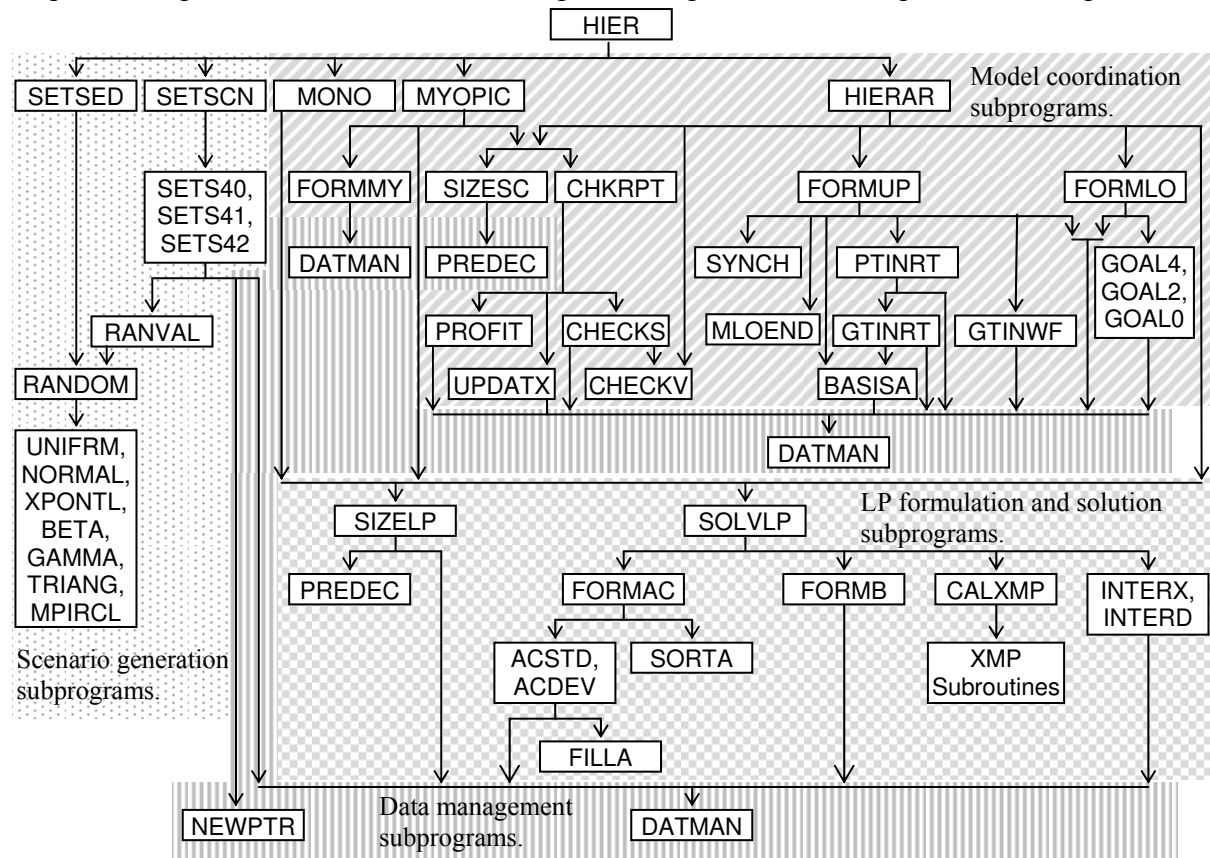 HIER
SETSED
SETSCN
MONO
MYOPIC
HIERAR
Model coordination
subprograms.
SETS40,
SETS41,
SETS42
FORMMY
SIZESC
CHKRPT
FORMUP
FORMLO
DATMAN
PREDEC
SYNCH
PTINRT
GOAL4,
GOAL2,
GOAL0
RANVAL
PROFIT
CHECKS
MLOEND
GTINRT
GTINWF
RANDOM
UPDATX
CHECKV
BASISA
UNIFRM,
NORMAL,
XPONTL,
BETA,
GAMMA,
TRIANG,
MPIRCL
DATMAN
SIZELP
SOLVLP
LP formulation and solution
subprograms.
PREDEC
FORMAC
FORMB
CALXMP
INTERX,
INTERD
Scenario generation
subprograms.
ACSTD,
ACDEV
SORTA
XMP
Subroutines
FILLA
NEWPTR
Data management
subprograms.
DATMAN